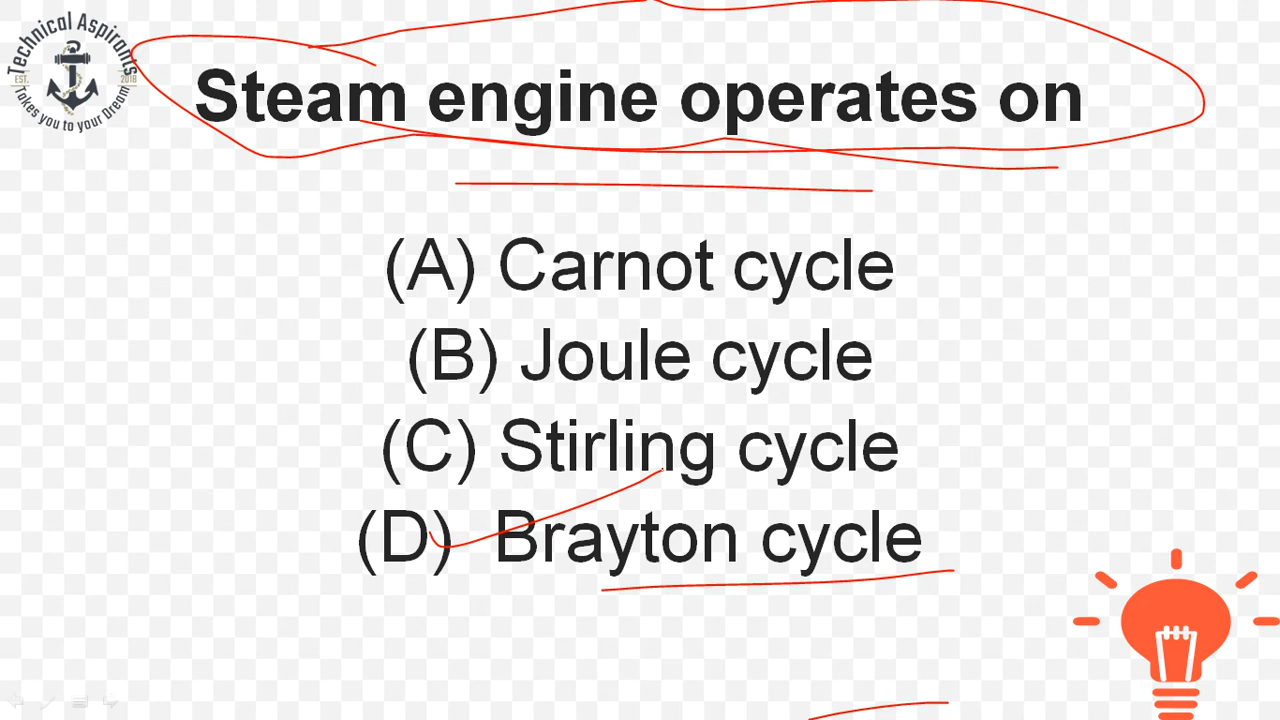 Technical Aspirants
EST.
2018
Takes you to your Dream
Steam engine operates on
(A) Carnot cycle
(B) Joule cycle
(C) Stirling cycle
(D) Brayton cycle